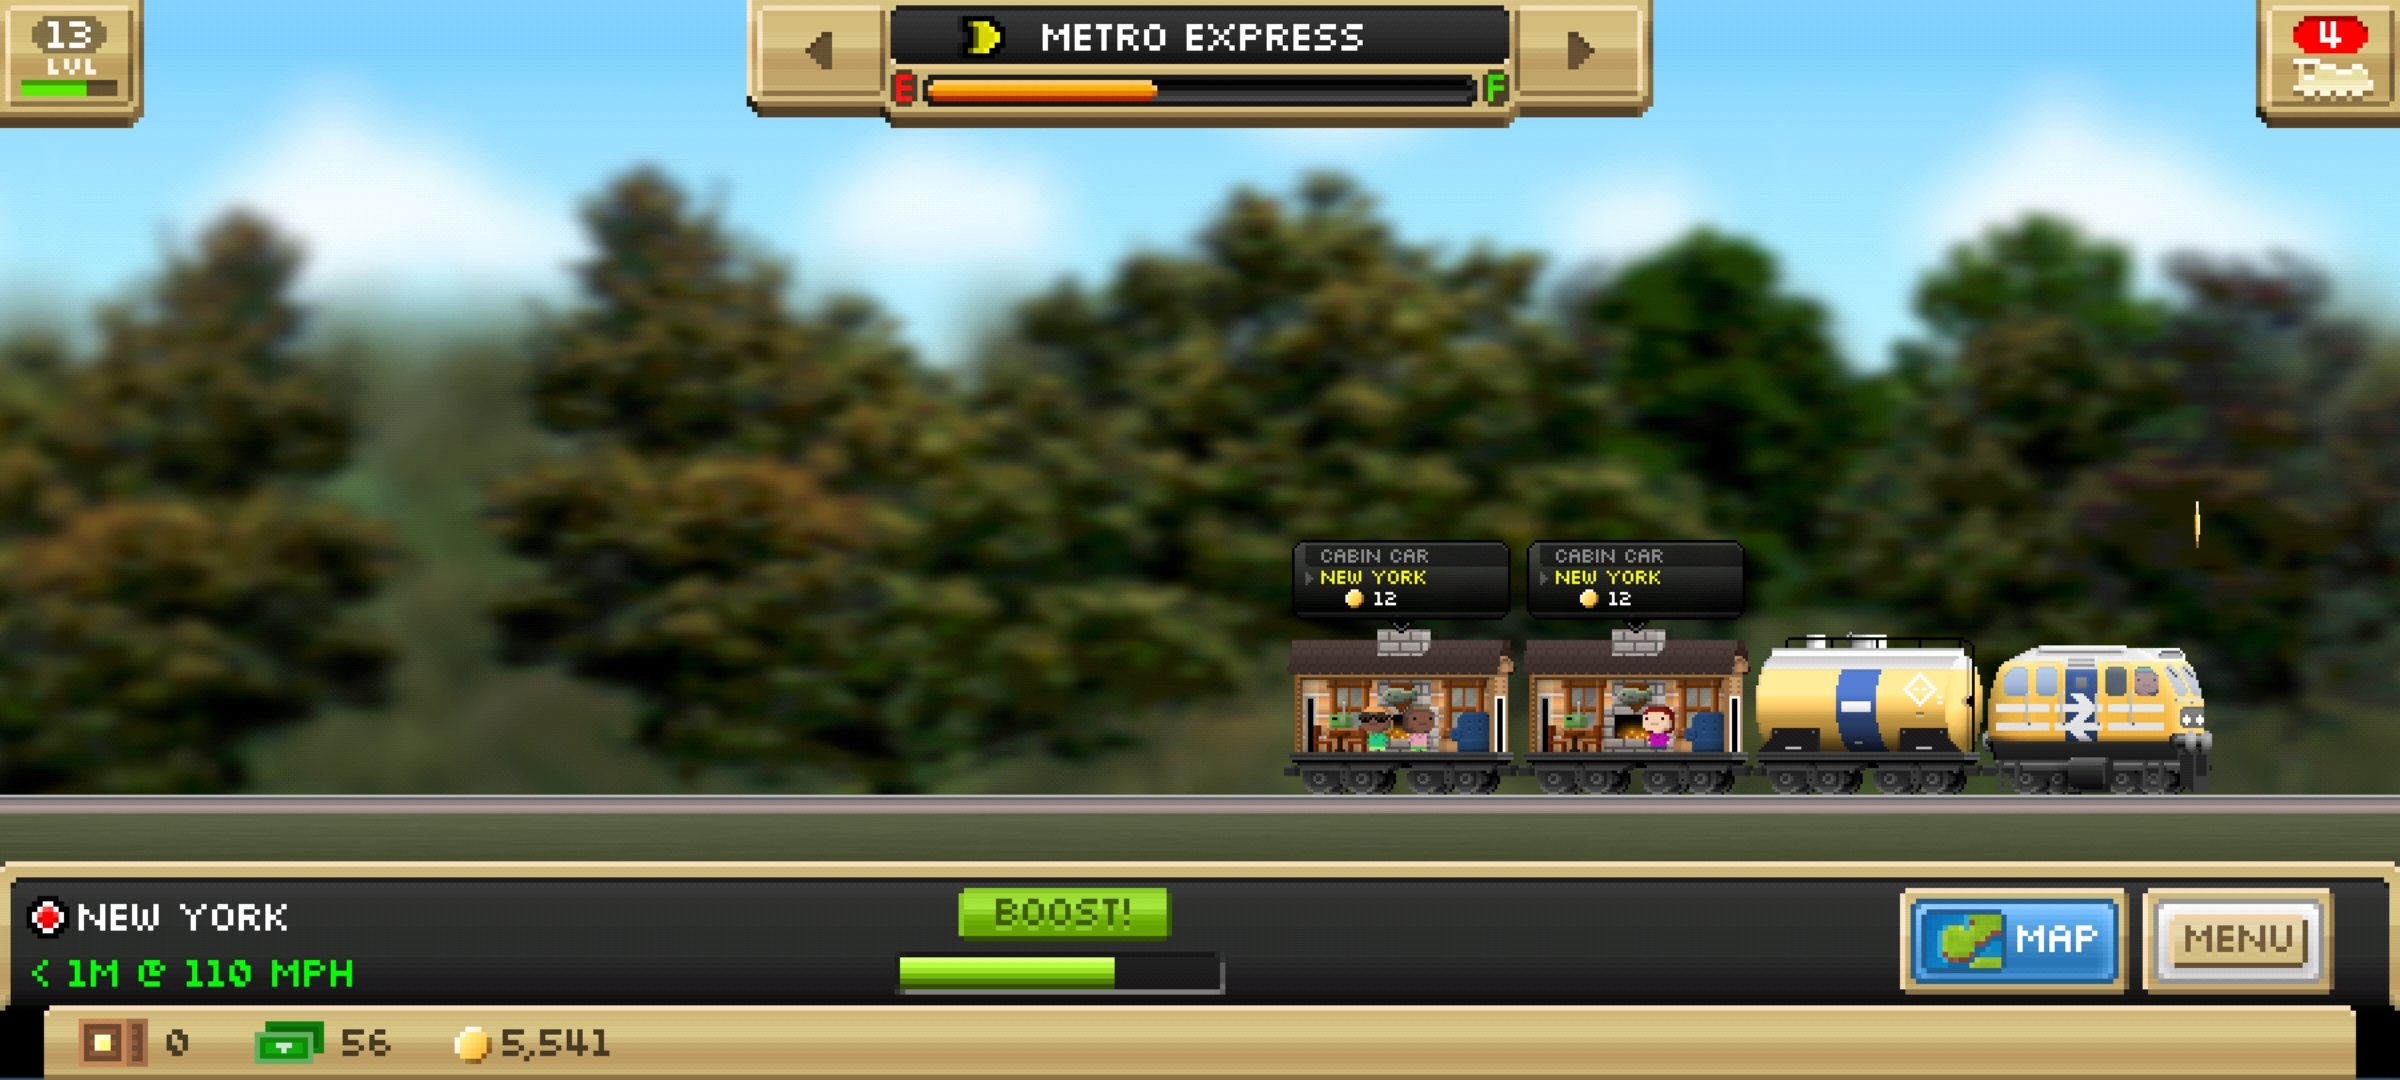 13
LVL
METRO EXPRESS
E F
4
CABIN CAR
NEW YORK
12
CABIN CAR
NEW YORK
12
NEW YORK
< 1M @ 110 MPH
BOOST!
MAP
MENU
0 56 5,541